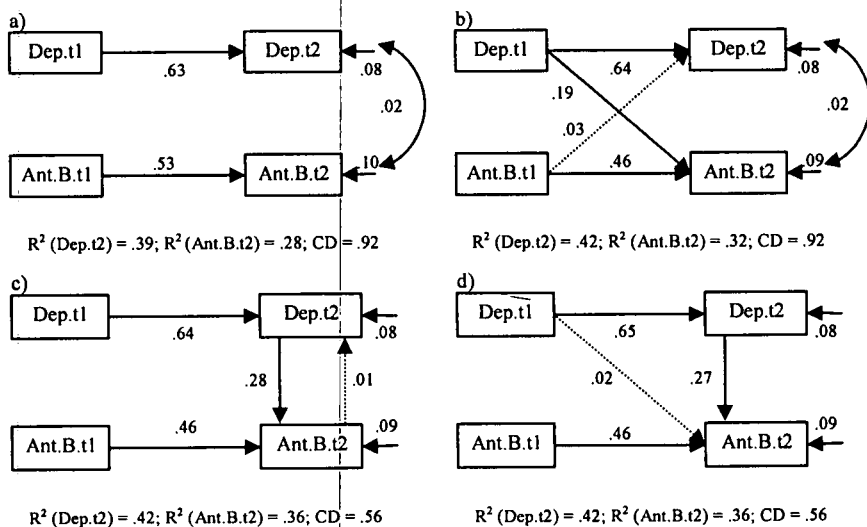 a)
Dep.t1
Dep.t2
.63
.08
.02
Ant.B.t1
.53
Ant.B.t2
.10
R² (Dep.t2) = .39; R² (Ant.B.t2) = .28; CD = .92
b)
Dep.t1
Dep.t2
.64
.08
.19
.02
.03
Ant.B.t1
.46
Ant.B.t2
.09
R² (Dep.t2) = .42; R² (Ant.B.t2) = .32; CD = .92
c)
Dep.t1
Dep.t2
.64
.08
.28
.01
Ant.B.t1
.46
Ant.B.t2
.09
R² (Dep.t2) = .42; R² (Ant.B.t2) = .36; CD = .56
d)
Dep.t1
Dep.t2
.65
.08
.02
.27
Ant.B.t1
.46
Ant.B.t2
.09
R² (Dep.t2) = .42; R² (Ant.B.t2) = .36; CD = .56